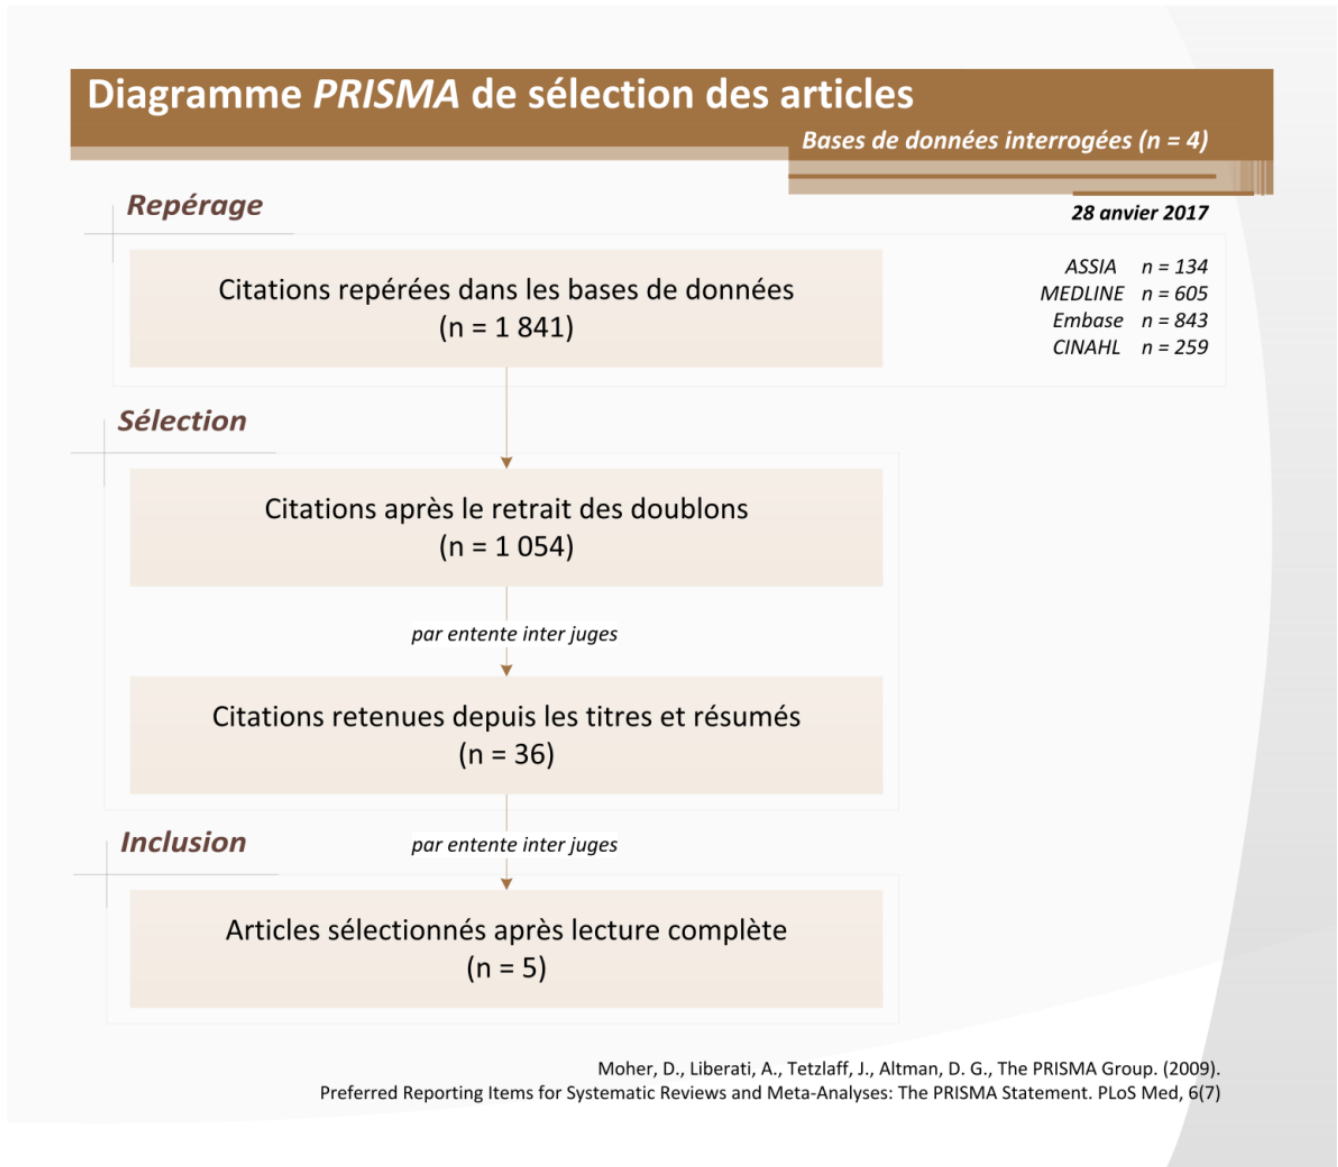 Diagramme PRISMA de sélection des articles
Bases de données interrogées (n = 4)
Repérage
28 anvier 2017
Citations repérées dans les bases de données
(n = 1 841)
ASSIA n = 134
MEDLINE n = 605
Embase n = 843
CINAHL n = 259
Sélection
Citations après le retrait des doublons
(n = 1 054)
par entente inter juges
Citations retenues depuis les titres et résumés
(n = 36)
Inclusion
par entente inter juges
Articles sélectionnés après lecture complète
(n = 5)
Moher, D., Liberati, A., Tetzlaff, J., Altman, D. G., The PRISMA Group. (2009).
Preferred Reporting Items for Systematic Reviews and Meta-Analyses: The PRISMA Statement. PLoS Med, 6(7)